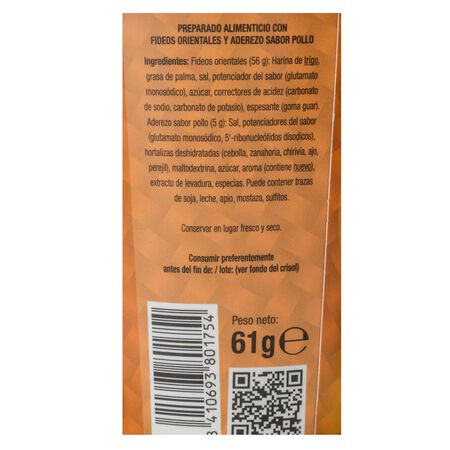 PREPARADO ALIMENTICIO CON
FIDEOS ORIENTALES Y ADEREZO SABOR POLLO
Ingredientes: Fideos orientales (56 g): Harina de trigo,
grasa de palma, sal, potenciador del sabor (glutamato
monosódico), azúcar, correctores de acidez (carbonato
de sodio, carbonato de potasio), espesante (goma guar).
Aderezo sabor pollo (5 g): Sal, potenciadores del sabor
(glutamato monosódico, 5'-ribonucleótidos disodicos),
hortalizas deshidratadas (cebolla, zanahoria, chirivía, ajo,
perejil), maltodextrina, azúcar, aroma (contiene huevo),
extracto de levadura, especias. Puede contener trazas
de soja, leche, apio, mostaza, sulfitos.
Conservar en lugar fresco y seco.
Consumir preferentemente
antes del fin de: / lote: (ver fondo del crisol)
Peso neto:
61g℮
410693 801754